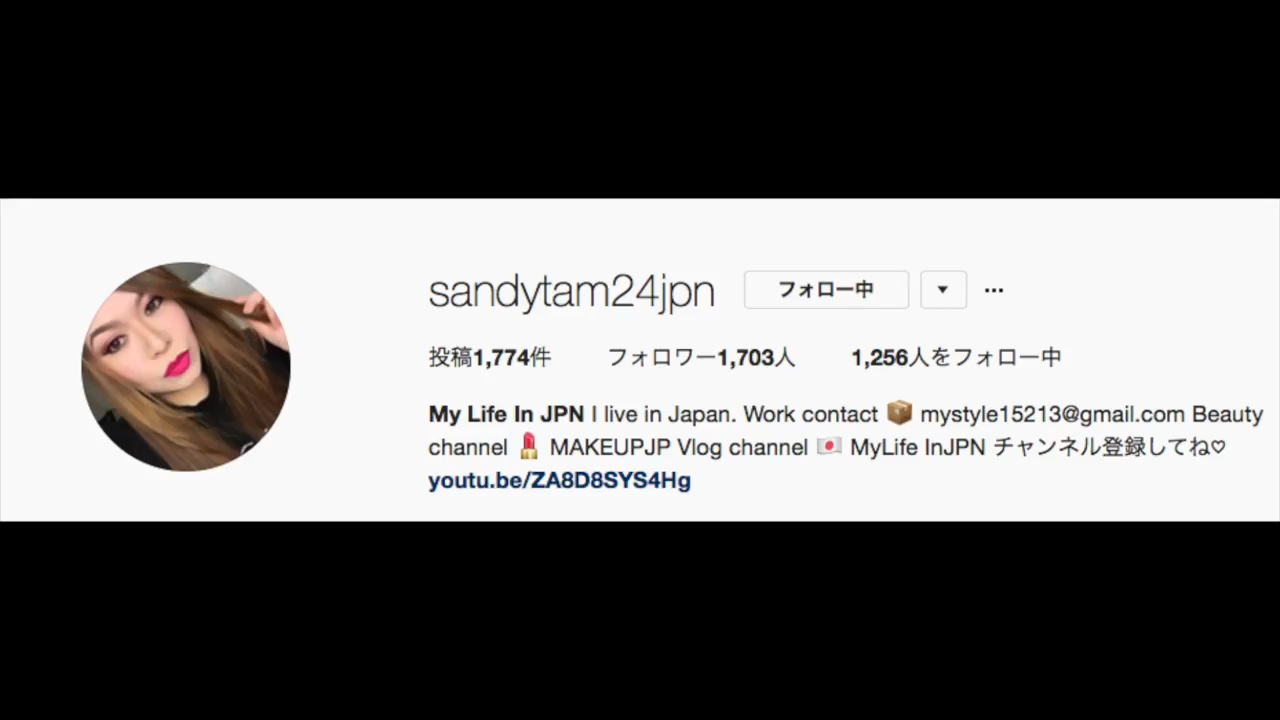 sandytam24jpn フォロー中 ▼ •••
投稿1,774件 フォロワー1,703人 1,256人をフォロー中
My Life In JPN I live in Japan. Work contact 📦 mystyle15213@gmail.com Beauty
channel 💄 MAKEUPJP Vlog channel 🇯🇵 MyLife InJPN チャンネル登録してね♡
youtu.be/ZA8D8SYS4Hg